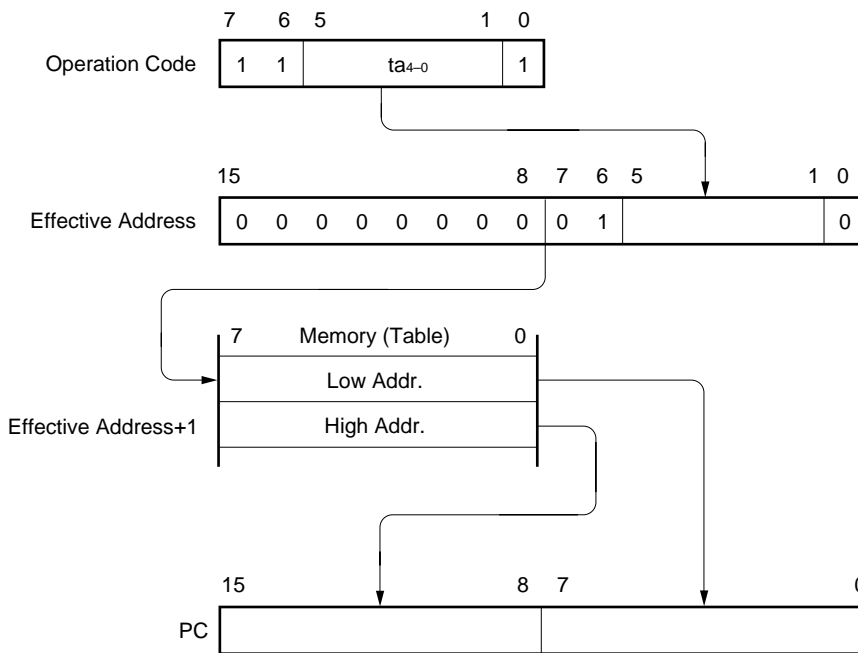 7 6 5 1 0
Operation Code 1 1 ta4–0 1
15 8 7 6 5 1 0
Effective Address 0 0 0 0 0 0 0 0 0 1 0
7 Memory (Table) 0
Low Addr.
Effective Address+1 High Addr.
15 8 7 0
PC